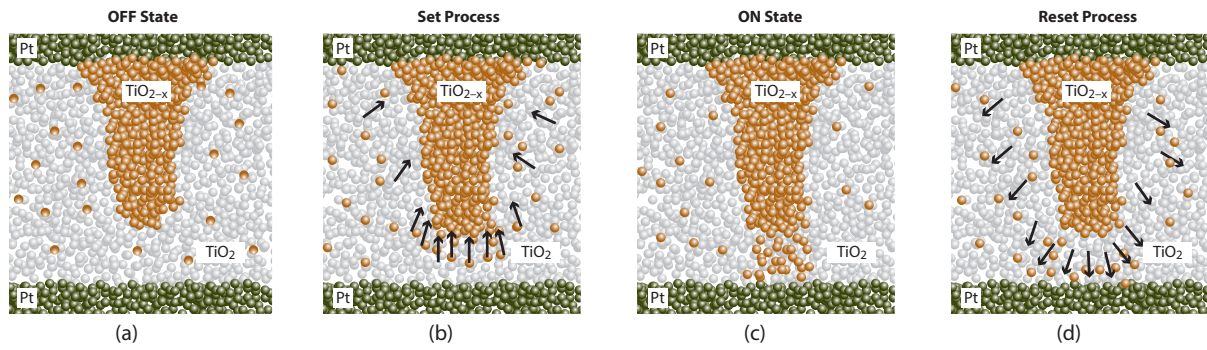 OFF State
Set Process
ON State
Reset Process
Pt
Pt
Pt
Pt
TiO2–x
TiO2–x
TiO2–x
TiO2–x
TiO2
TiO2
TiO2
TiO2
Pt
Pt
Pt
Pt
(a)
(b)
(c)
(d)